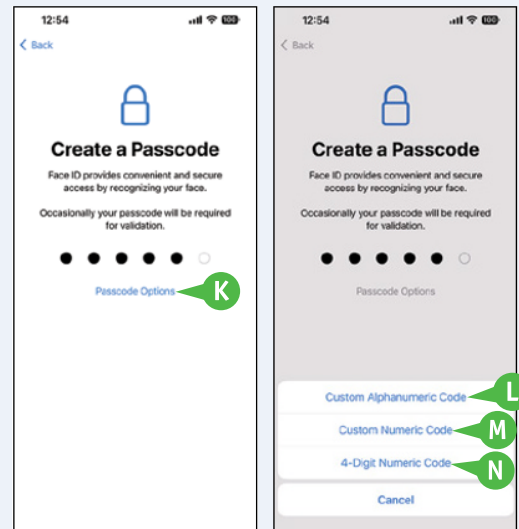 12:54
100
Back
Create a Passcode
Face ID provides convenient and secure
access by recognizing your face.
Occasionally your passcode will be required
for validation.
Passcode Options
K
12:54
100
Back
Create a Passcode
Face ID provides convenient and secure
access by recognizing your face.
Occasionally your passcode will be required
for validation.
Passcode Options
Custom Alphanumeric Code
L
Custom Numeric Code
M
4-Digit Numeric Code
N
Cancel